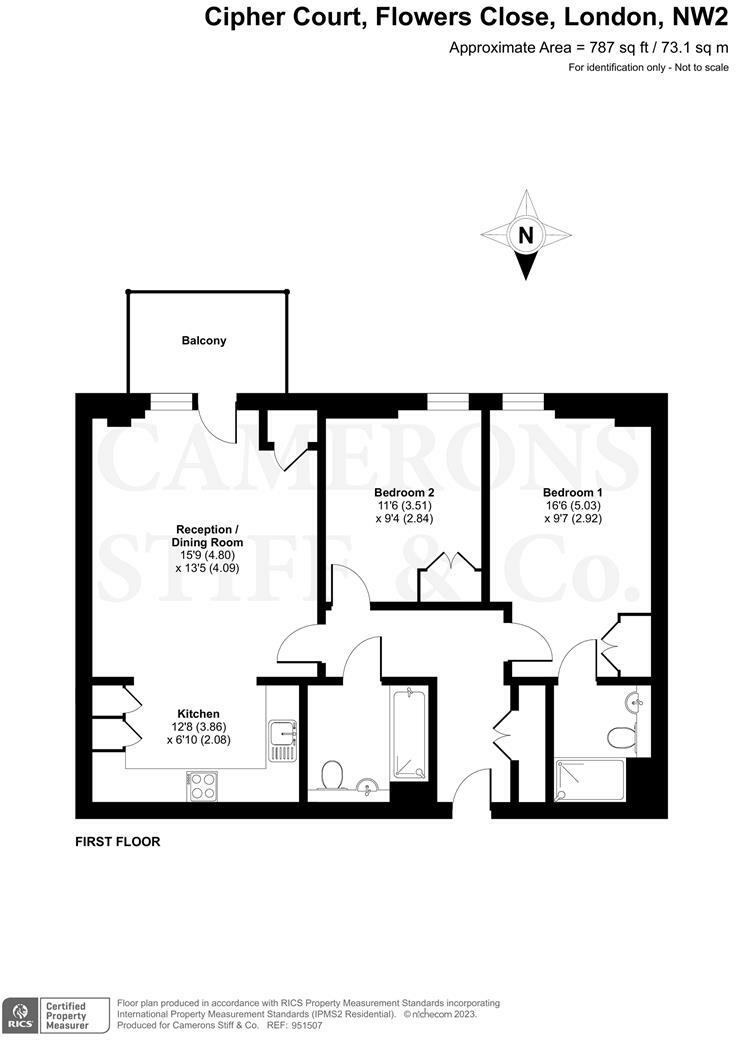 Cipher Court, Flowers Close, London, NW2
Approximate Area = 787 sq ft / 73.1 sq m
For identification only - Not to scale
N
Balcony
CAMERONS
STIFF & Co.
Bedroom 2
11'6 (3.51)
x 9'4 (2.84)
Bedroom 1
16'6 (5.03)
x 9'7 (2.92)
Reception /
Dining Room
15'9 (4.80)
x 13'5 (4.09)
Kitchen
12'8 (3.86)
x 6'10 (2.08)
FIRST FLOOR
RICS
Certified
Property
Measurer
Floor plan produced in accordance with RICS Property Measurement Standards incorporating
International Property Measurement Standards (IPMS2 Residential). © nichecom 2023.
Produced for Camerons Stiff & Co. REF: 951507